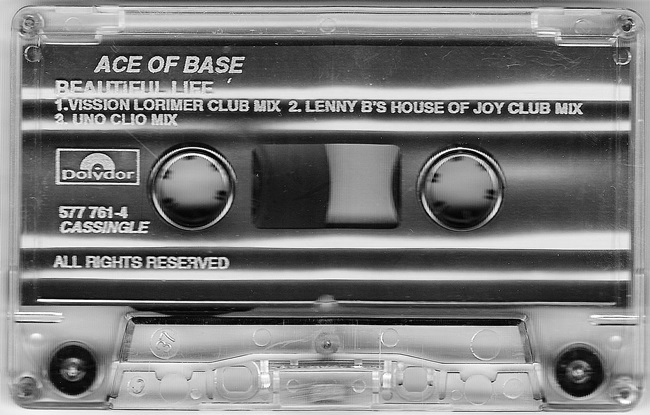 ACE OF BASE
BEAUTIFUL LIFE
1.VISSION LORIMER CLUB MIX 2. LENNY B'S HOUSE OF JOY CLUB MIX
3. UNO CLIO MIX
polydor
577 761-4
CASSINGLE
ALL RIGHTS RESERVED
37